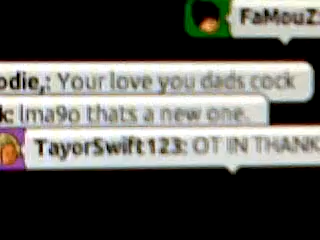 FaMouZ:
odie,: Your love you dads cock
k: lma9o thats a new one.
TayorSwift123: OT IN THANK